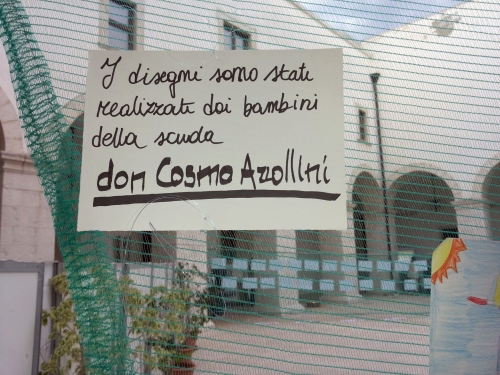 I disegni sono stati
realizzati dai bambini
della scuola
don Cosmo Azollini